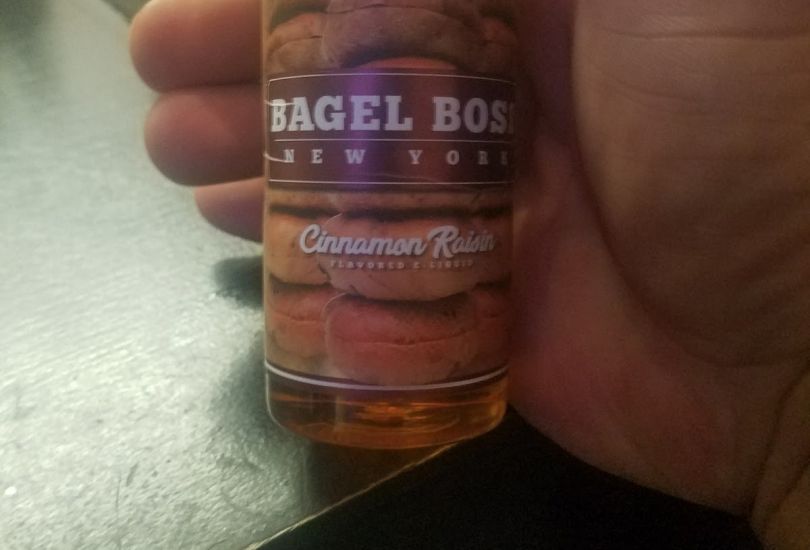 BAGEL BOSS
NEW YORK
Cinnamon Raisin
FLAVORED E-LIQUID